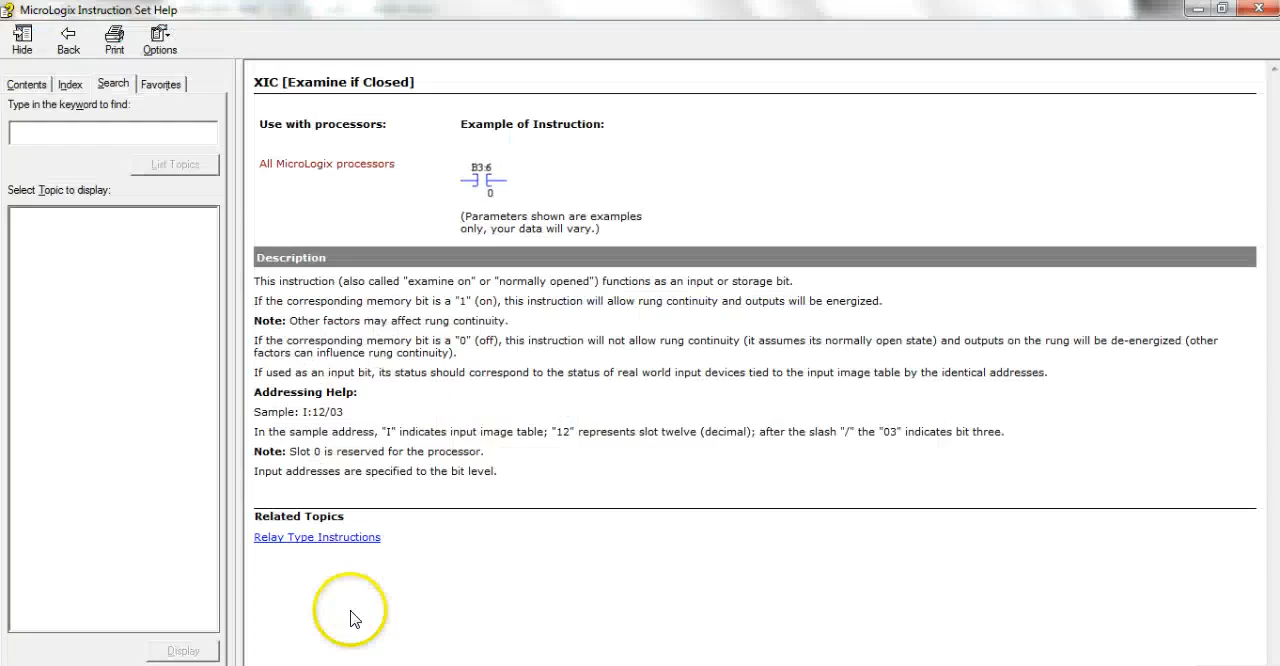 MicroLogix Instruction Set Help
Hide Back Print Options
Contents Index Search Favorites
Type in the keyword to find:
List Topics
Select Topic to display:
Display
XIC [Examine if Closed]
Use with processors: Example of Instruction:
All MicroLogix processors
B3:6
0
(Parameters shown are examples
only, your data will vary.)
Description
This instruction (also called "examine on" or "normally opened") functions as an input or storage bit.
If the corresponding memory bit is a "1" (on), this instruction will allow rung continuity and outputs will be energized.
Note: Other factors may affect rung continuity.
If the corresponding memory bit is a "0" (off), this instruction will not allow rung continuity (it assumes its normally open state) and outputs on the rung will be de-energized (other
factors can influence rung continuity).
If used as an input bit, its status should correspond to the status of real world input devices tied to the input image table by the identical addresses.
Addressing Help:
Sample: I:12/03
In the sample address, "I" indicates input image table; "12" represents slot twelve (decimal); after the slash "/" the "03" indicates bit three.
Note: Slot 0 is reserved for the processor.
Input addresses are specified to the bit level.
Related Topics
Relay Type Instructions